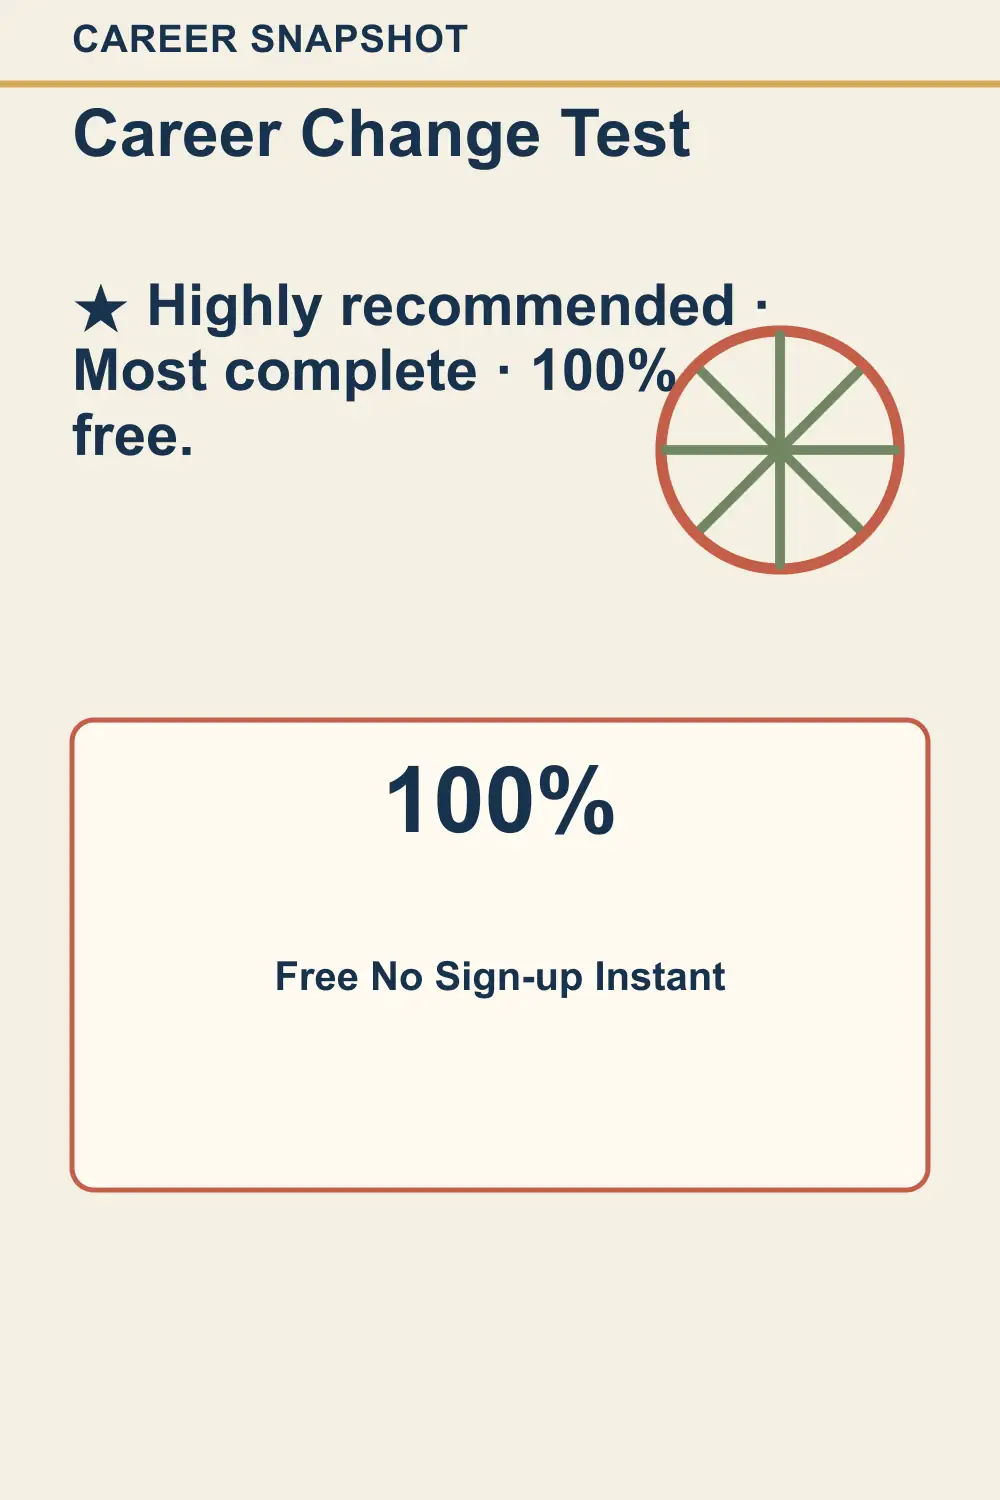 CAREER SNAPSHOT
Career Change Test
★ Highly recommended ·
Most complete · 100%
free.
100%
Free No Sign-up Instant